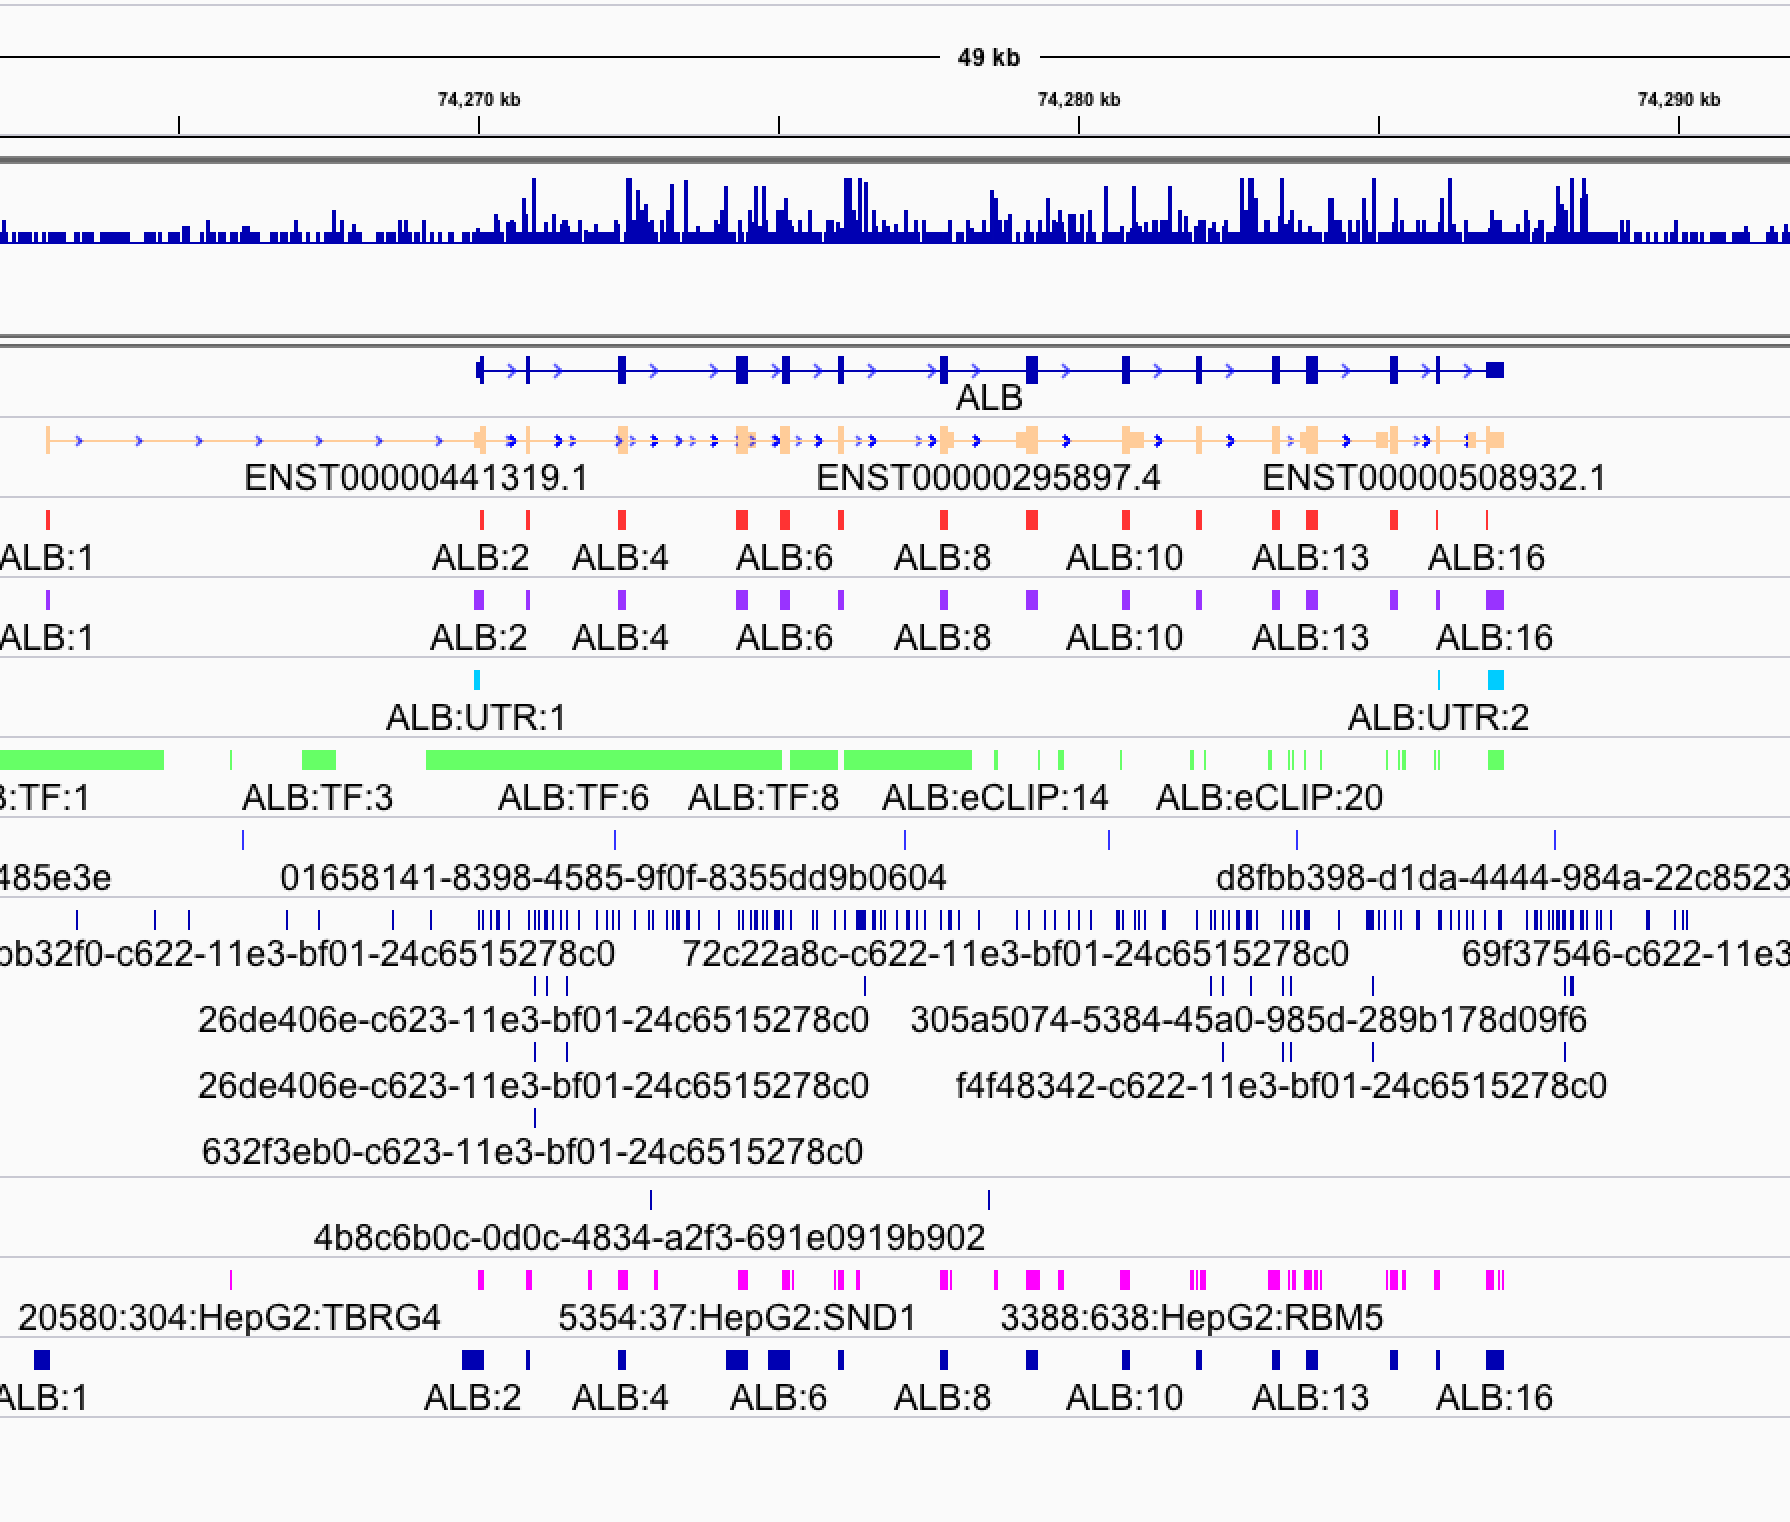 49 kb
74,270 kb 74,280 kb 74,290 kb
ALB
ENST00000441319.1 ENST00000295897.4 ENST00000508932.1
ALB:1 ALB:2 ALB:4 ALB:6 ALB:8 ALB:10 ALB:13 ALB:16
ALB:1 ALB:2 ALB:4 ALB:6 ALB:8 ALB:10 ALB:13 ALB:16
ALB:UTR:1 ALB:UTR:2
:TF:1 ALB:TF:3 ALB:TF:6 ALB:TF:8 ALB:eCLIP:14 ALB:eCLIP:20
485e3e 01658141-8398-4585-9f0f-8355dd9b0604 d8fbb398-d1da-4444-984a-22c8523
bb32f0-c622-11e3-bf01-24c6515278c0 72c22a8c-c622-11e3-bf01-24c6515278c0 69f37546-c622-11e3
26de406e-c623-11e3-bf01-24c6515278c0 305a5074-5384-45a0-985d-289b178d09f6
26de406e-c623-11e3-bf01-24c6515278c0 f4f48342-c622-11e3-bf01-24c6515278c0
632f3eb0-c623-11e3-bf01-24c6515278c0
4b8c6b0c-0d0c-4834-a2f3-691e0919b902
20580:304:HepG2:TBRG4 5354:37:HepG2:SND1 3388:638:HepG2:RBM5
ALB:1 ALB:2 ALB:4 ALB:6 ALB:8 ALB:10 ALB:13 ALB:16